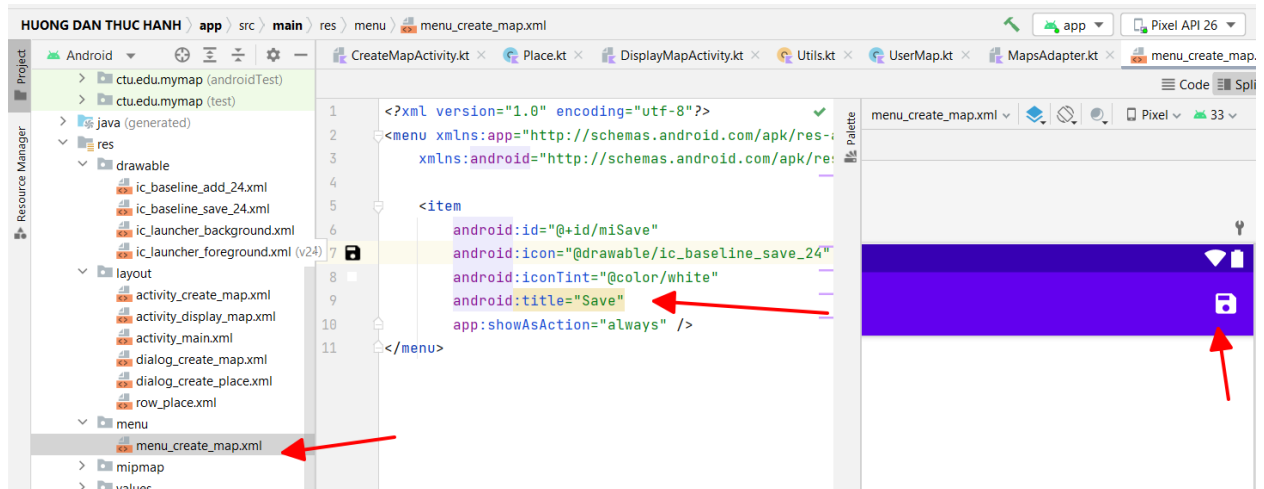 HUONG DAN THUC HANH 〉 app 〉 src 〉 main 〉 res 〉 menu 〉 menu_create_map.xml
app
Pixel API 26
Project
Resource Manager
Android
CreateMapActivity.kt
Place.kt
DisplayMapActivity.kt
Utils.kt
UserMap.kt
MapsAdapter.kt
menu_create_map.
ctu.edu.mymap (androidTest)
ctu.edu.mymap (test)
java (generated)
res
drawable
ic_baseline_add_24.xml
ic_baseline_save_24.xml
ic_launcher_background.xml
ic_launcher_foreground.xml (v24)
layout
activity_create_map.xml
activity_display_map.xml
activity_main.xml
dialog_create_map.xml
dialog_create_place.xml
row_place.xml
menu
menu_create_map.xml
mipmap
values
Code
Spli
1 <?xml version="1.0" encoding="utf-8"?>
2 <menu xmlns:app="http://schemas.android.com/apk/res-a
3 xmlns:android="http://schemas.android.com/apk/res
4
5 <item
6 android:id="@+id/miSave"
7 android:icon="@drawable/ic_baseline_save_24"
8 android:iconTint="@color/white"
9 android:title="Save"
10 app:showAsAction="always" />
11 </menu>
Palette
menu_create_map.xml
Pixel
33